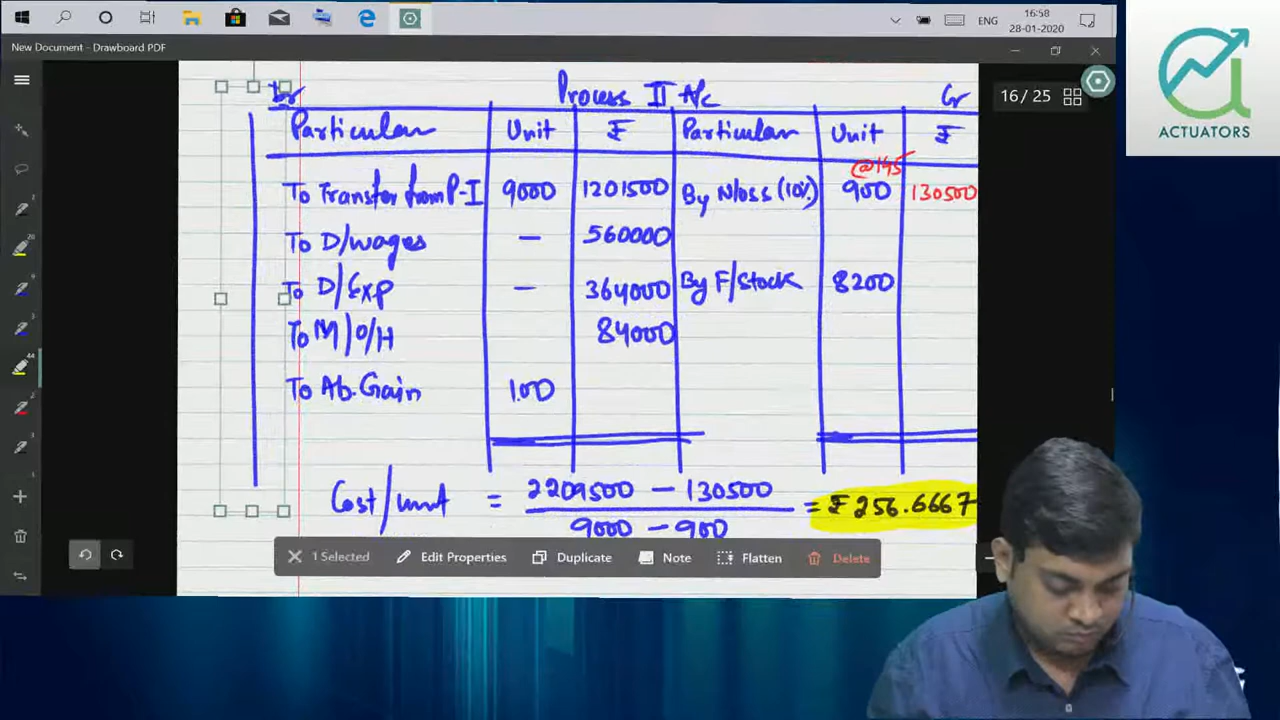 16:58
ENG
28-01-2020
New Document - Drawboard PDF
16 / 25
ACTUATORS
Dr Process II A/c Cr
Particular Unit ₹ Particular Unit ₹
@145
To Transfer from P-I 9000 1201500 By N/loss (10%) 900 130500
To D/wages — 560000
To D/Exp — 364000 By F/Stock 8200
To M/O/H 84000
To Ab. Gain 100
Cost/unit = 2209500 — 130500 = ₹ 256.6667
9000 — 900
1 Selected Edit Properties Duplicate Note Flatten Delete